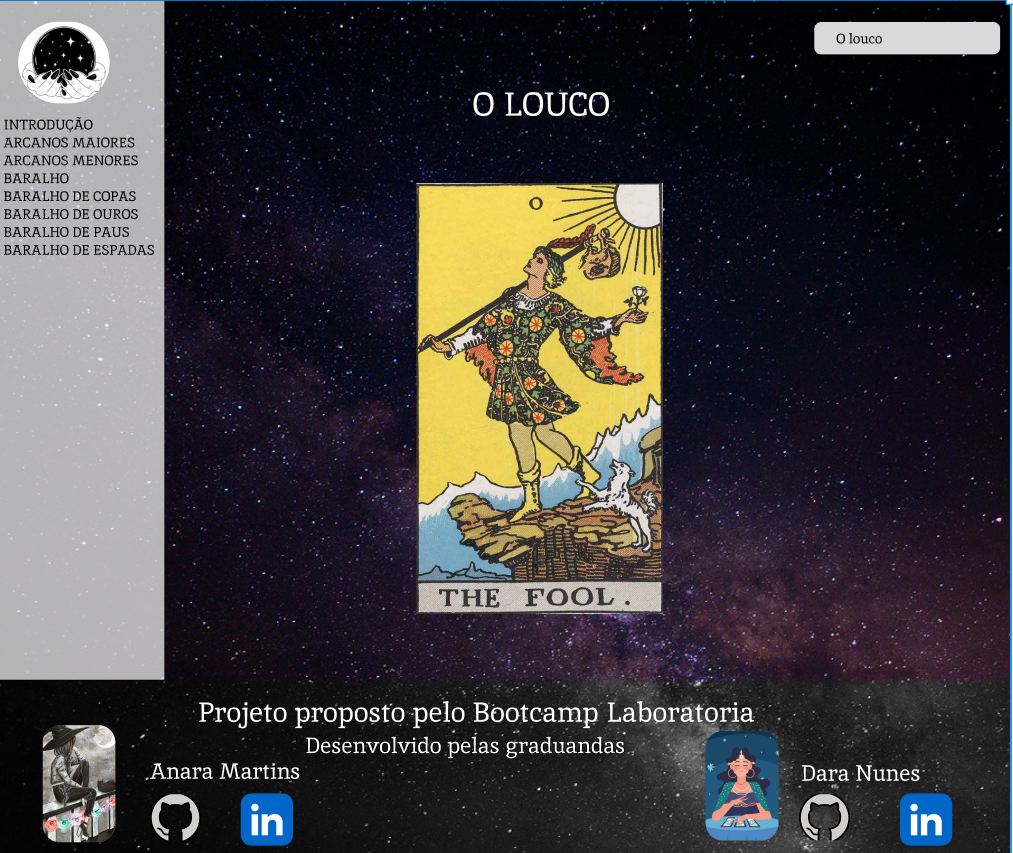 O louco
INTRODUÇÃO
ARCANOS MAIORES
ARCANOS MENORES
BARALHO
BARALHO DE COPAS
BARALHO DE OUROS
BARALHO DE PAUS
BARALHO DE ESPADAS
O LOUCO
0
THE FOOL.
Projeto proposto pelo Bootcamp Laboratoria
Desenvolvido pelas graduandas
Anara Martins
Dara Nunes
in
in